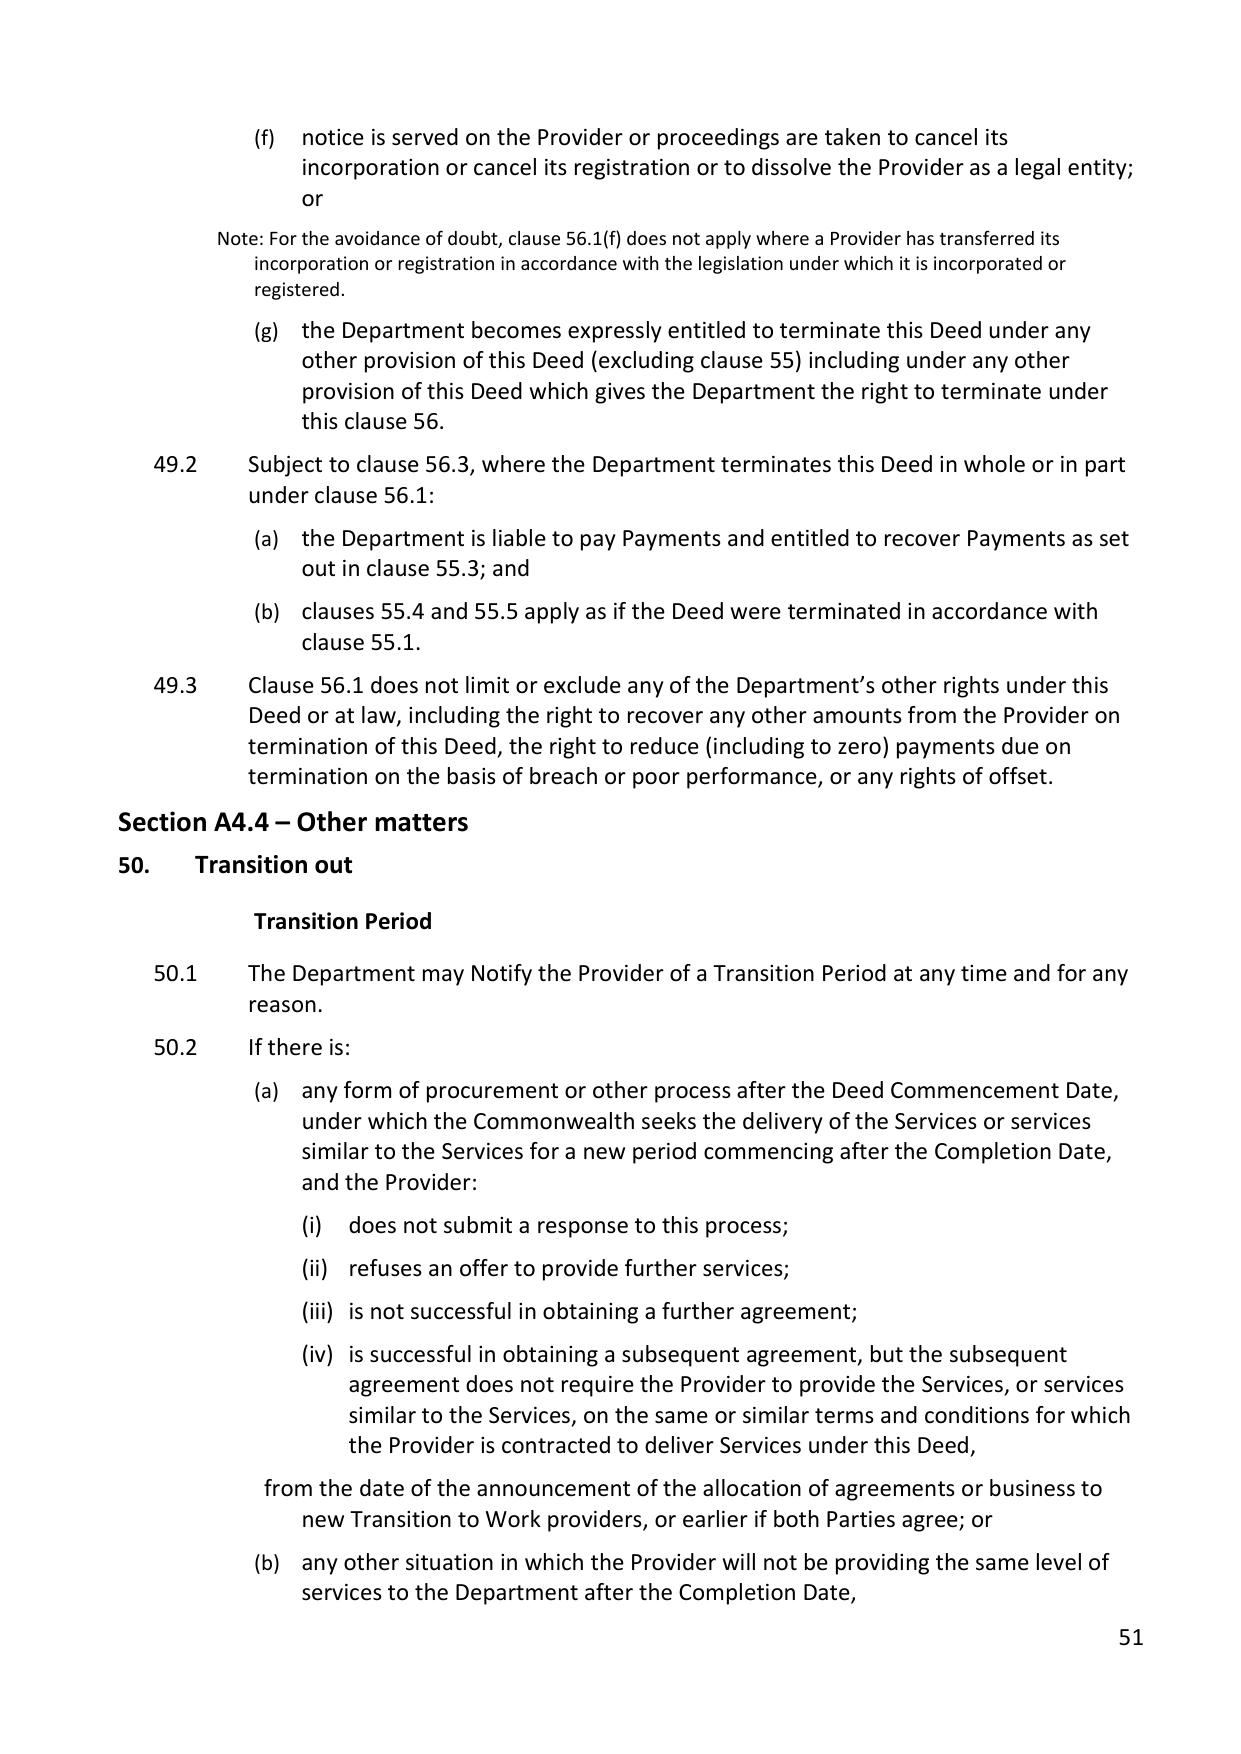 (f) notice is served on the Provider or proceedings are taken to cancel its
incorporation or cancel its registration or to dissolve the Provider as a legal entity;
or
Note: For the avoidance of doubt, clause 56.1(f) does not apply where a Provider has transferred its
incorporation or registration in accordance with the legislation under which it is incorporated or
registered.
(g) the Department becomes expressly entitled to terminate this Deed under any
other provision of this Deed (excluding clause 55) including under any other
provision of this Deed which gives the Department the right to terminate under
this clause 56.
49.2 Subject to clause 56.3, where the Department terminates this Deed in whole or in part
under clause 56.1:
(a) the Department is liable to pay Payments and entitled to recover Payments as set
out in clause 55.3; and
(b) clauses 55.4 and 55.5 apply as if the Deed were terminated in accordance with
clause 55.1.
49.3 Clause 56.1 does not limit or exclude any of the Department’s other rights under this
Deed or at law, including the right to recover any other amounts from the Provider on
termination of this Deed, the right to reduce (including to zero) payments due on
termination on the basis of breach or poor performance, or any rights of offset.
Section A4.4 – Other matters
50. Transition out
Transition Period
50.1 The Department may Notify the Provider of a Transition Period at any time and for any
reason.
50.2 If there is:
(a) any form of procurement or other process after the Deed Commencement Date,
under which the Commonwealth seeks the delivery of the Services or services
similar to the Services for a new period commencing after the Completion Date,
and the Provider:
(i) does not submit a response to this process;
(ii) refuses an offer to provide further services;
(iii) is not successful in obtaining a further agreement;
(iv) is successful in obtaining a subsequent agreement, but the subsequent
agreement does not require the Provider to provide the Services, or services
similar to the Services, on the same or similar terms and conditions for which
the Provider is contracted to deliver Services under this Deed,
from the date of the announcement of the allocation of agreements or business to
new Transition to Work providers, or earlier if both Parties agree; or
(b) any other situation in which the Provider will not be providing the same level of
services to the Department after the Completion Date,
51